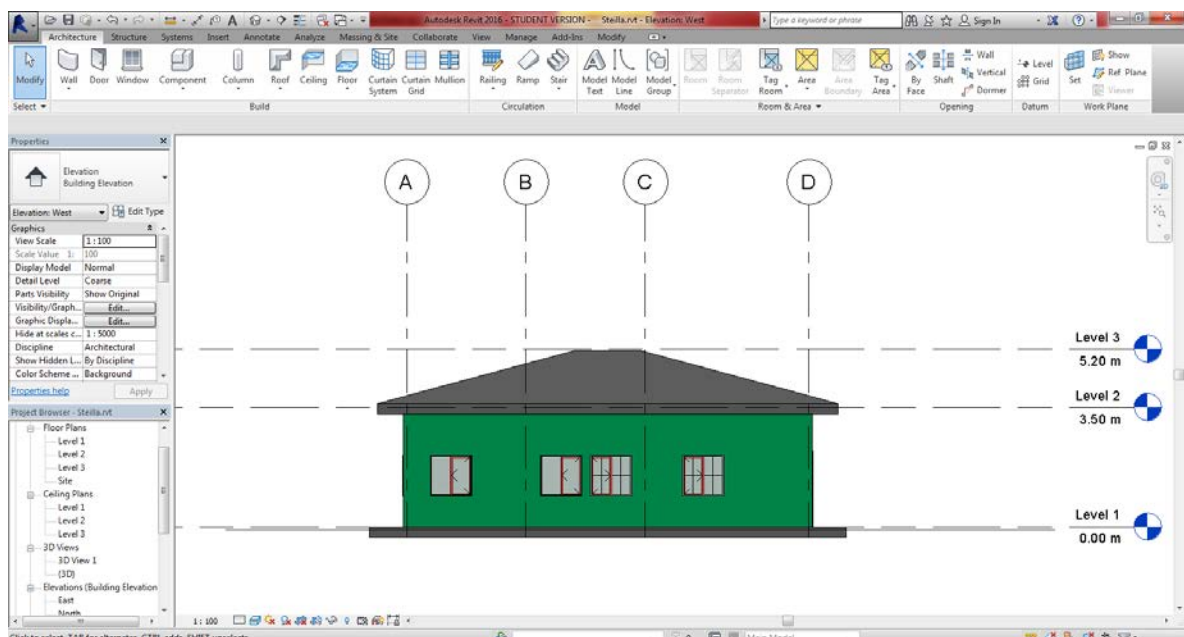 Autodesk Revit 2016 - STUDENT VERSION - Steilla.rvt - Elevation: West
Type a keyword or phrase
Sign In
Architecture Structure Systems Insert Annotate Analyze Massing & Site Collaborate View Manage Add-Ins Modify
Modify Wall Door Window Component Column Roof Ceiling Floor Curtain System Curtain Grid Mullion Railing Ramp Stair Model Text Model Line Model Group Room Room Separator Tag Room Area Area Boundary Tag Area By Face Shaft Wall Vertical Dormer Level Grid Set Show Ref Plane Viewer
Select Build Circulation Model Room & Area Opening Datum Work Plane
Properties
Elevation
Building Elevation
Elevation: West Edit Type
Graphics
View Scale 1 : 100
Scale Value 1: 100
Display Model Normal
Detail Level Coarse
Parts Visibility Show Original
Visibility/Graph... Edit...
Graphic Displa... Edit...
Hide at scales c... 1 : 5000
Discipline Architectural
Show Hidden L... By Discipline
Color Scheme ... Background
Properties help Apply
Project Browser - Steilla.rvt
Floor Plans
Level 1
Level 2
Level 3
Site
Ceiling Plans
Level 1
Level 2
Level 3
3D Views
3D View 1
{3D}
Elevations (Building Elevation
East
North
A B C D
Level 3
5.20 m
Level 2
3.50 m
Level 1
0.00 m
1 : 100